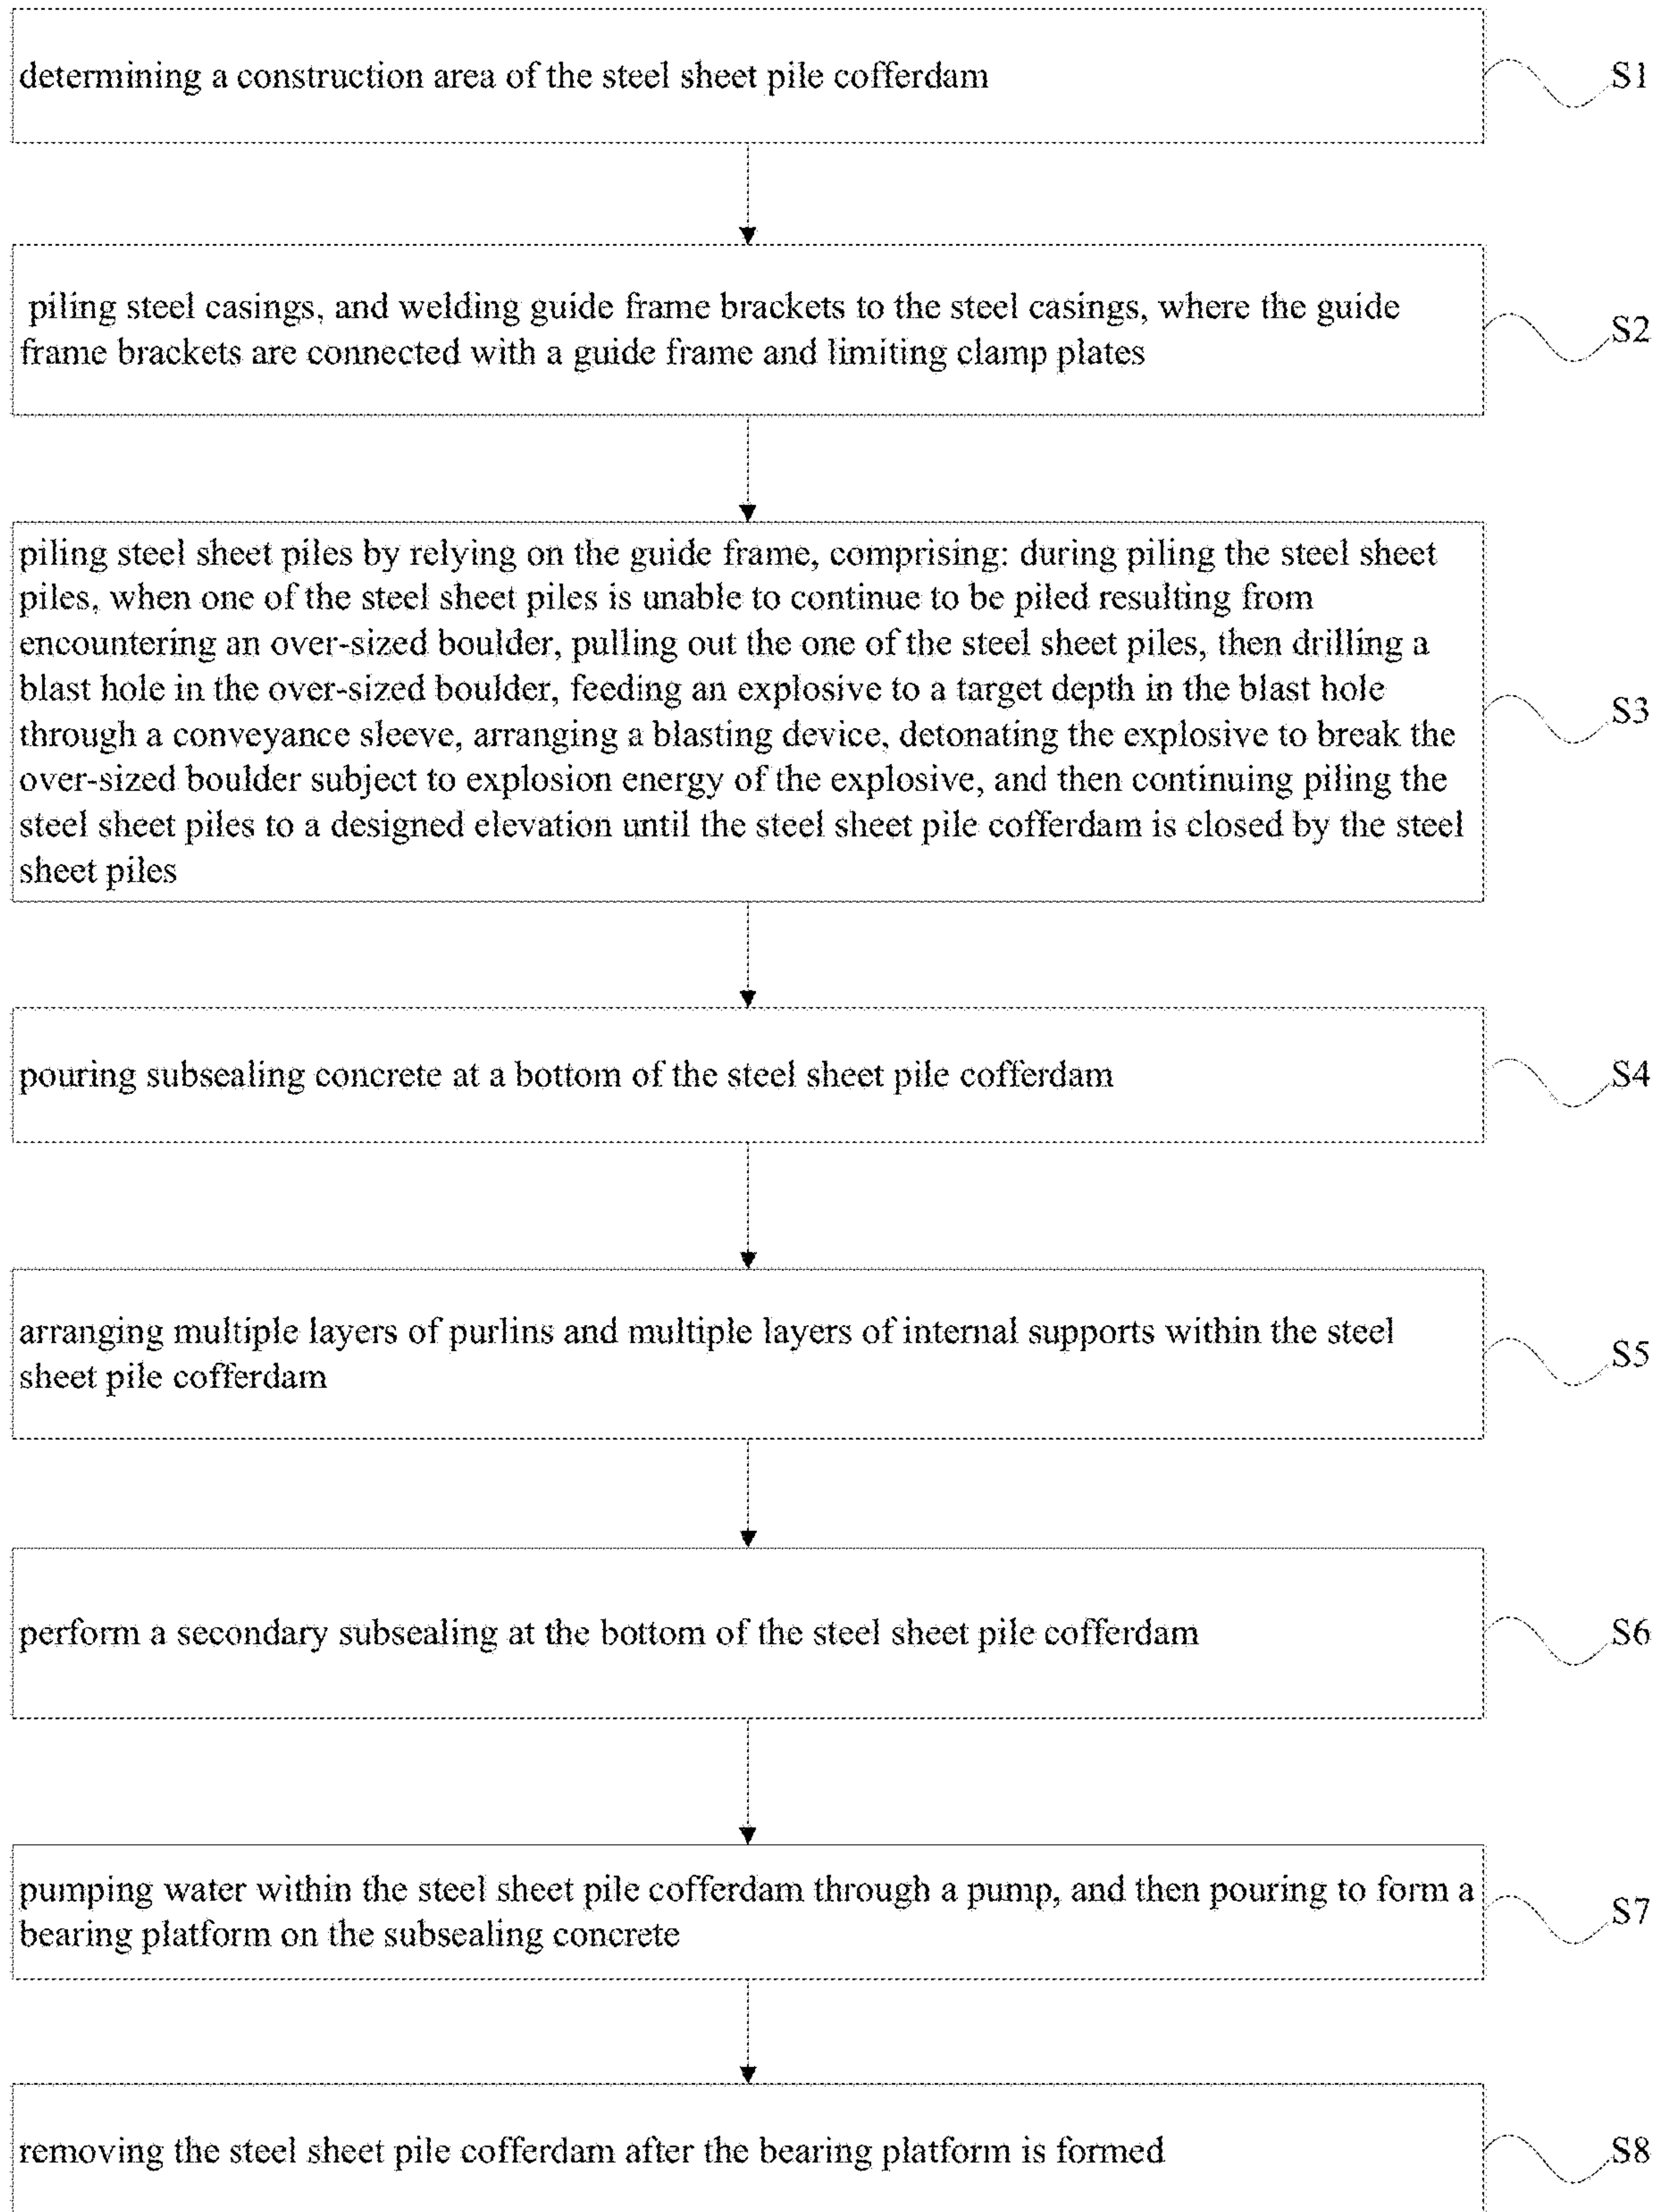 determining a construction area of the steel sheet pile cofferdam
S1
piling steel casings, and welding guide frame brackets to the steel casings, where the guide
frame brackets are connected with a guide frame and limiting clamp plates
S2
piling steel sheet piles by relying on the guide frame, comprising: during piling the steel sheet
piles, when one of the steel sheet piles is unable to continue to be piled resulting from
encountering an over-sized boulder, pulling out the one of the steel sheet piles, then drilling a
blast hole in the over-sized boulder, feeding an explosive to a target depth in the blast hole
through a conveyance sleeve, arranging a blasting device, detonating the explosive to break the
over-sized boulder subject to explosion energy of the explosive, and then continuing piling the
steel sheet piles to a designed elevation until the steel sheet pile cofferdam is closed by the steel
sheet piles
S3
pouring subsealing concrete at a bottom of the steel sheet pile cofferdam
S4
arranging multiple layers of purlins and multiple layers of internal supports within the steel
sheet pile cofferdam
S5
perform a secondary subsealing at the bottom of the steel sheet pile cofferdam
S6
pumping water within the steel sheet pile cofferdam through a pump, and then pouring to form a
bearing platform on the subsealing concrete
S7
removing the steel sheet pile cofferdam after the bearing platform is formed
S8